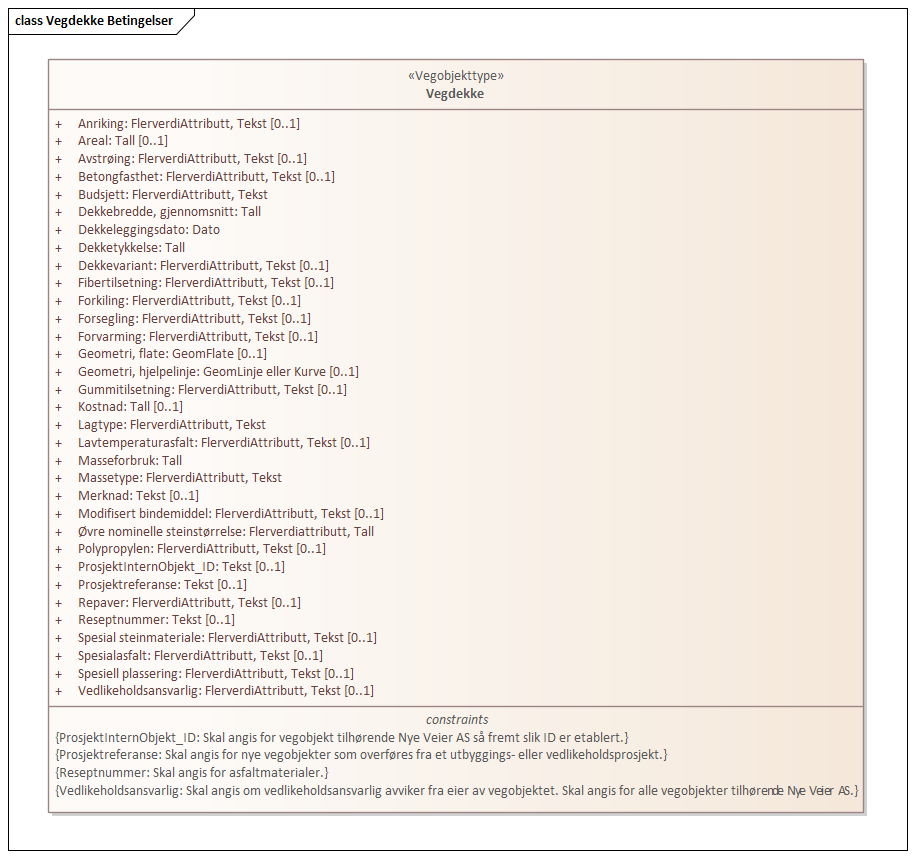 class Vegdekke Betingelser
«Vegobjekttype»
Vegdekke
+ Anriking: FlerverdiAttributt, Tekst [0..1]
+ Areal: Tall [0..1]
+ Avstrøing: FlerverdiAttributt, Tekst [0..1]
+ Betongfasthet: FlerverdiAttributt, Tekst [0..1]
+ Budsjett: FlerverdiAttributt, Tekst
+ Dekkebredde, gjennomsnitt: Tall
+ Dekkeleggingsdato: Dato
+ Dekketykkelse: Tall
+ Dekkevariant: FlerverdiAttributt, Tekst [0..1]
+ Fibertilsetning: FlerverdiAttributt, Tekst [0..1]
+ Forkiling: FlerverdiAttributt, Tekst [0..1]
+ Forsegling: FlerverdiAttributt, Tekst [0..1]
+ Forvarming: FlerverdiAttributt, Tekst [0..1]
+ Geometri, flate: GeomFlate [0..1]
+ Geometri, hjelpelinje: GeomLinje eller Kurve [0..1]
+ Gummitilsetning: FlerverdiAttributt, Tekst [0..1]
+ Kostnad: Tall [0..1]
+ Lagtype: FlerverdiAttributt, Tekst
+ Lavtemperaturasfalt: FlerverdiAttributt, Tekst [0..1]
+ Masseforbruk: Tall
+ Massetype: FlerverdiAttributt, Tekst
+ Merknad: Tekst [0..1]
+ Modifisert bindemiddel: FlerverdiAttributt, Tekst [0..1]
+ Øvre nominelle steinstørrelse: Flerverdiattributt, Tall
+ Polypropylen: FlerverdiAttributt, Tekst [0..1]
+ ProsjektInternObjekt_ID: Tekst [0..1]
+ Prosjektreferanse: Tekst [0..1]
+ Repaver: FlerverdiAttributt, Tekst [0..1]
+ Reseptnummer: Tekst [0..1]
+ Spesial steinmateriale: FlerverdiAttributt, Tekst [0..1]
+ Spesialasfalt: FlerverdiAttributt, Tekst [0..1]
+ Spesiell plassering: FlerverdiAttributt, Tekst [0..1]
+ Vedlikeholdsansvarlig: FlerverdiAttributt, Tekst [0..1]
constraints
{ProsjektInternObjekt_ID: Skal angis for vegobjekt tilhørende Nye Veier AS så fremt slik ID er etablert.}
{Prosjektreferanse: Skal angis for nye vegobjekter som overføres fra et utbyggings- eller vedlikeholdsprosjekt.}
{Reseptnummer: Skal angis for asfaltmaterialer.}
{Vedlikeholdsansvarlig: Skal angis om vedlikeholdsansvarlig avviker fra eier av vegobjektet. Skal angis for alle vegobjekter tilhørende Nye Veier AS.}